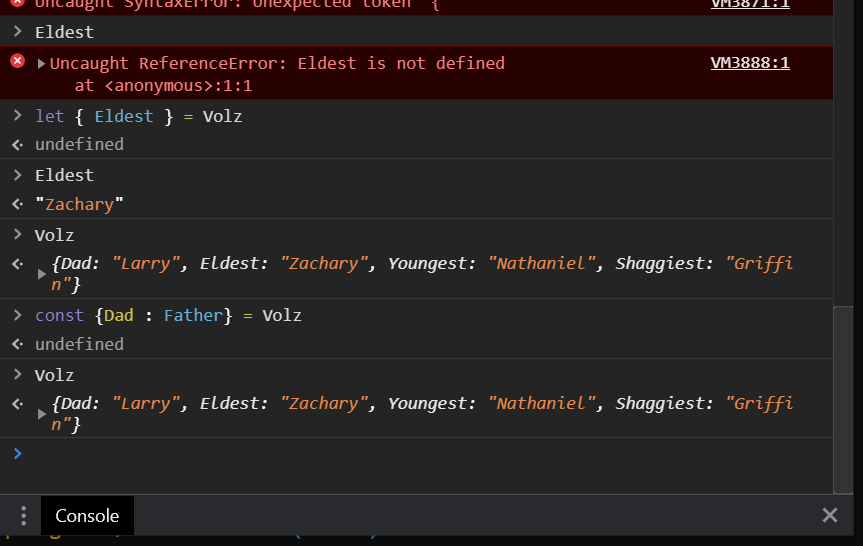 Uncaught SyntaxError: Unexpected token '{' VM3871:1
> Eldest
Uncaught ReferenceError: Eldest is not defined VM3888:1
at <anonymous>:1:1
> let { Eldest } = Volz
undefined
> Eldest
"Zachary"
> Volz
{Dad: "Larry", Eldest: "Zachary", Youngest: "Nathaniel", Shaggiest: "Griffi
n"}
> const {Dad : Father} = Volz
undefined
> Volz
{Dad: "Larry", Eldest: "Zachary", Youngest: "Nathaniel", Shaggiest: "Griffi
n"}
>
Console